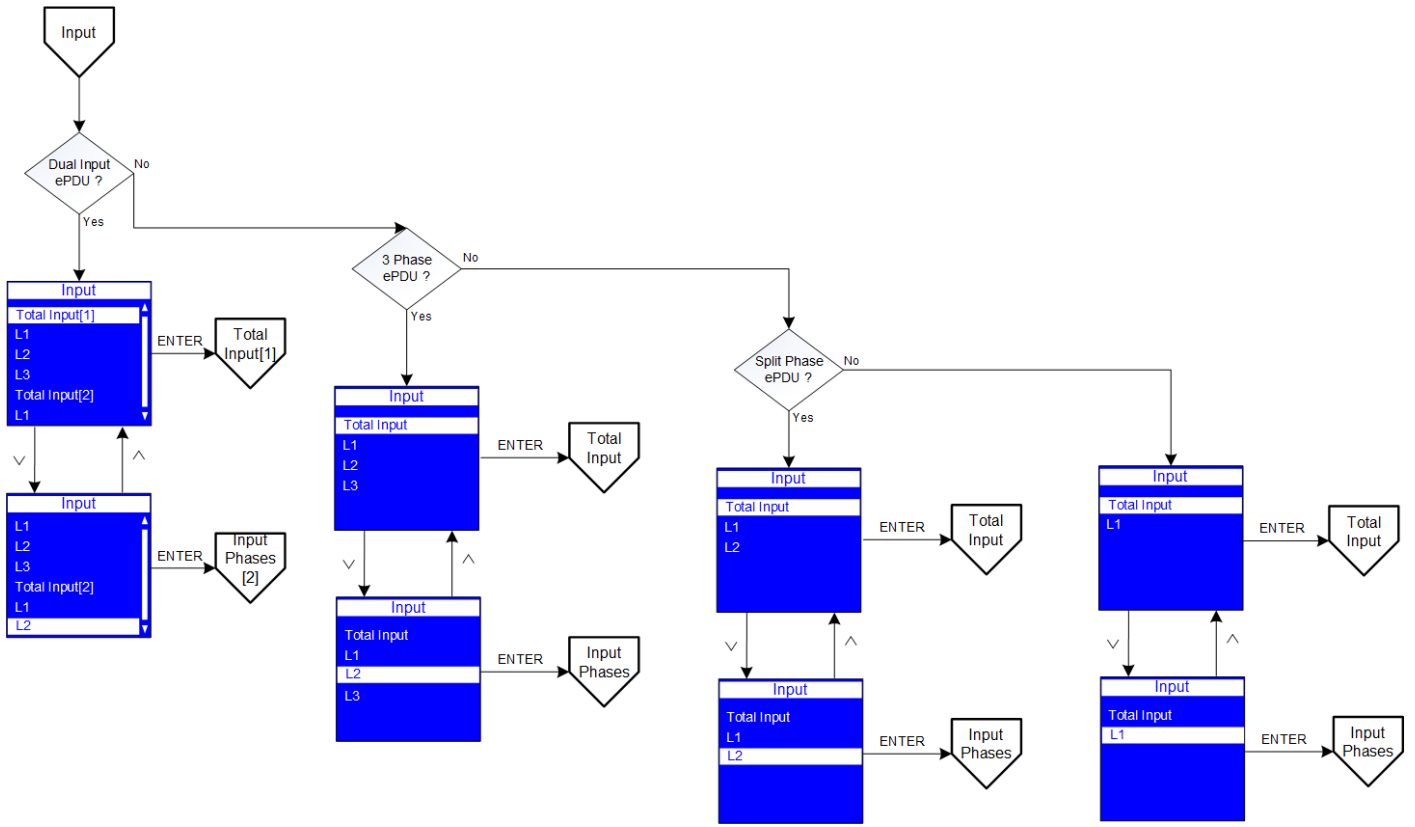 Input
Dual Input
ePDU ?
No
Yes
3 Phase
ePDU ?
No
Yes
Split Phase
ePDU ?
No
Yes
Input
Total Input[1]
L1
L2
L3
Total Input[2]
L1
ENTER
Total
Input[1]
Input
L1
L2
L3
Total Input[2]
L1
L2
ENTER
Input
Phases
[2]
Input
Total Input
L1
L2
L3
ENTER
Total
Input
Input
Total Input
L1
L2
L3
ENTER
Input
Phases
Input
Total Input
L1
L2
ENTER
Total
Input
Input
Total Input
L1
L2
ENTER
Input
Phases
Input
Total Input
L1
ENTER
Total
Input
Input
Total Input
L1
ENTER
Input
Phases